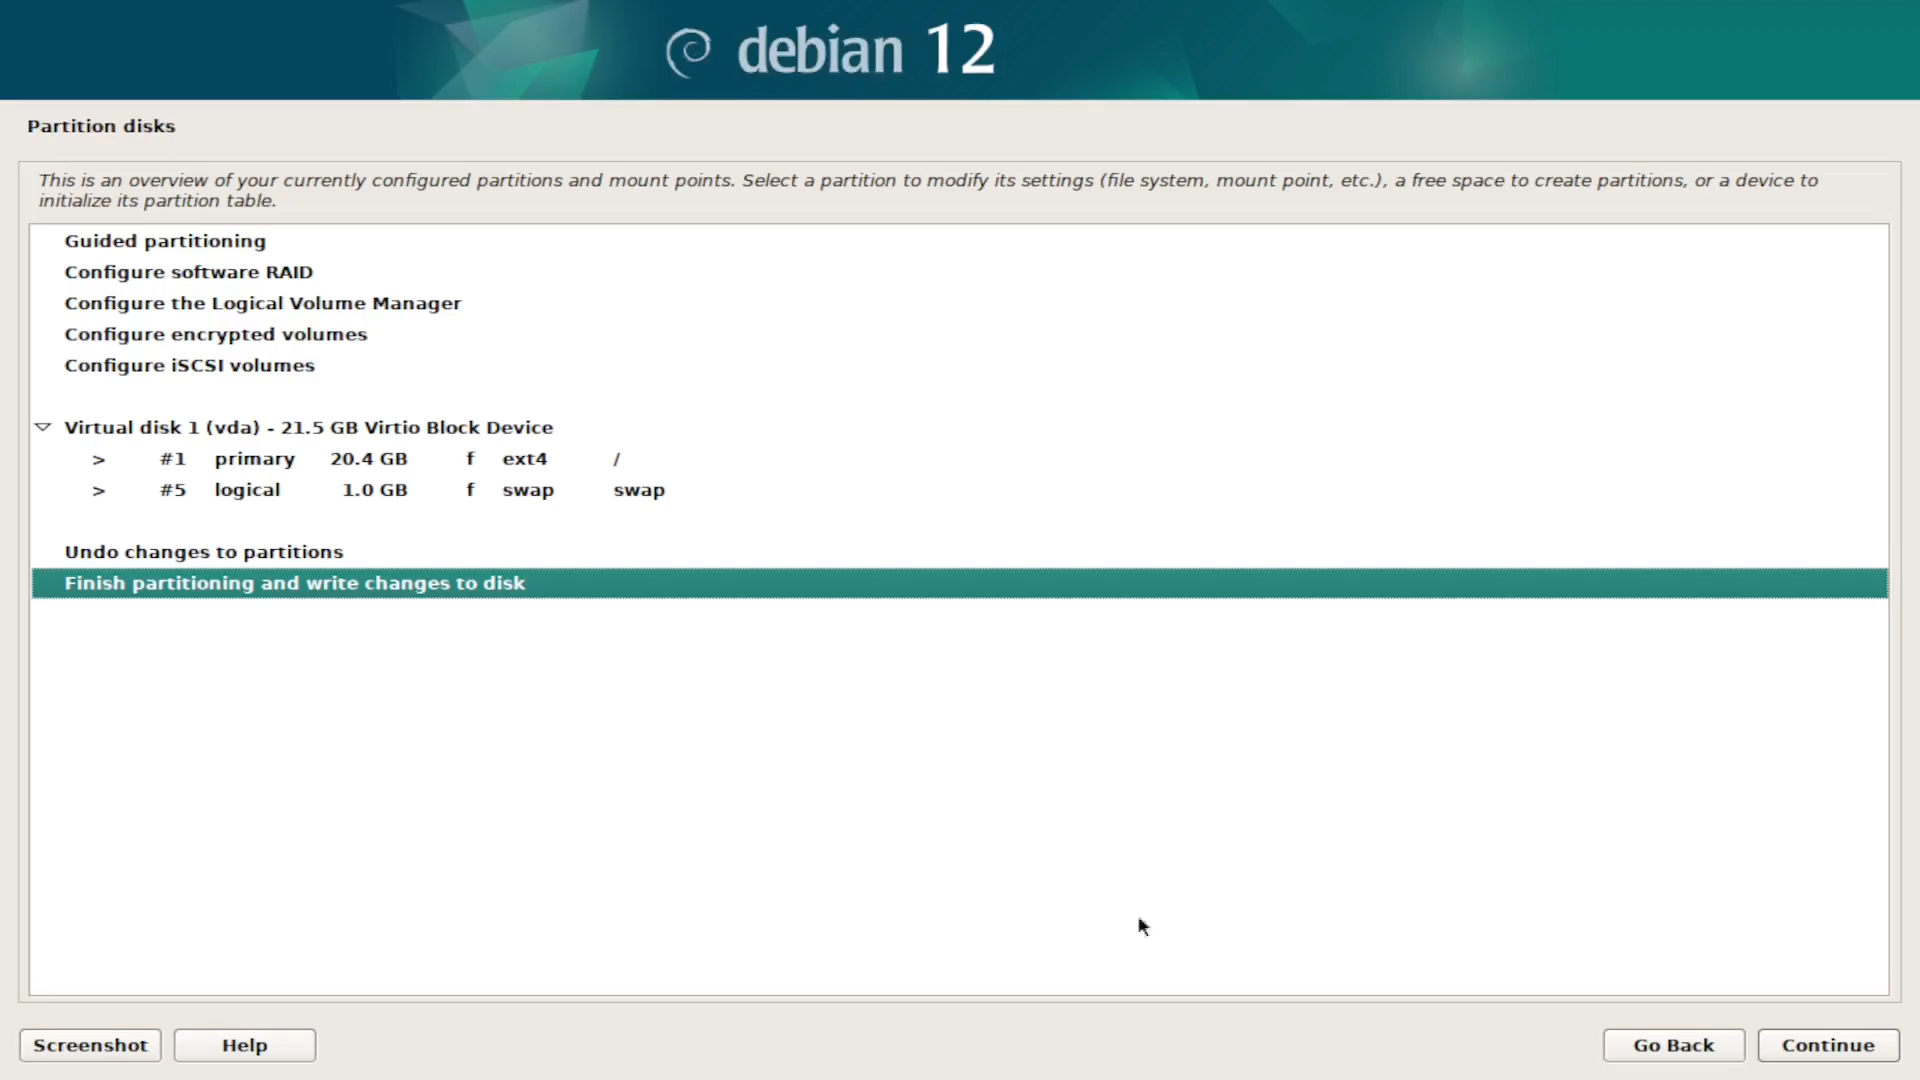 debian 12
Partition disks
This is an overview of your currently configured partitions and mount points. Select a partition to modify its settings (file system, mount point, etc.), a free space to create partitions, or a device to
initialize its partition table.
Guided partitioning
Configure software RAID
Configure the Logical Volume Manager
Configure encrypted volumes
Configure iSCSI volumes
Virtual disk 1 (vda) - 21.5 GB Virtio Block Device
> #1 primary 20.4 GB f ext4 /
> #5 logical 1.0 GB f swap swap
Undo changes to partitions
Finish partitioning and write changes to disk
Screenshot Help Go Back Continue